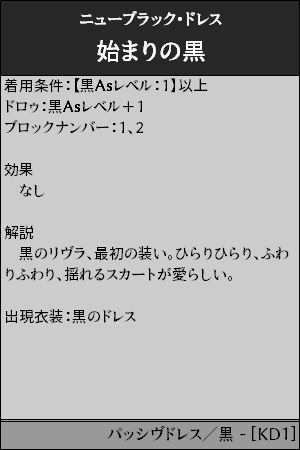 ニューブラック・ドレス
始まりの黒
着用条件：【黒Asレベル：1】以上
ドロゥ：黒Asレベル＋1
ブロックナンバー：1、2
効果
　なし
解説
　黒のリヴラ、最初の装い。ひらりひらり、ふわ
りふわり、揺れるスカートが愛らしい。
出現衣装：黒のドレス
パッシヴドレス／黒 - [KD1]